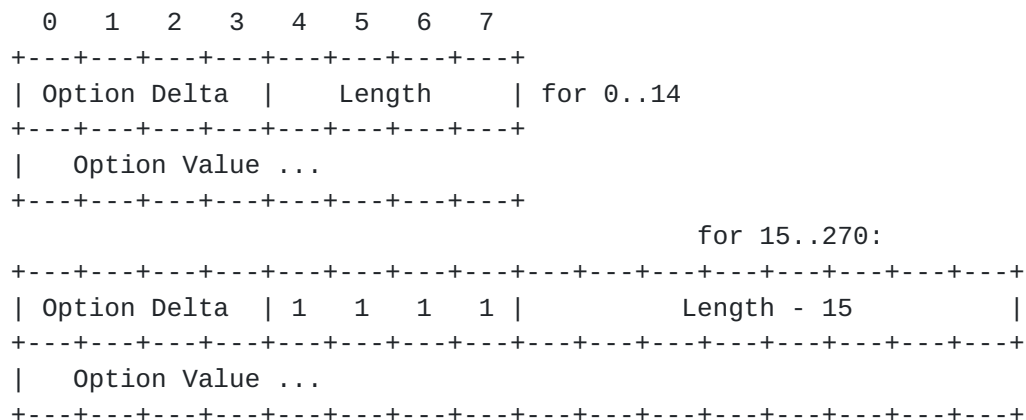 0   1   2   3   4   5   6   7
+---+---+---+---+---+---+---+---+
| Option Delta  |    Length     | for 0..14
+---+---+---+---+---+---+---+---+
|   Option Value ...
+---+---+---+---+---+---+---+---+
                                            for 15..270:
+---+---+---+---+---+---+---+---+---+---+---+---+---+---+---+---+
| Option Delta  | 1   1   1   1 |          Length - 15          |
+---+---+---+---+---+---+---+---+---+---+---+---+---+---+---+---+
|   Option Value ...
+---+---+---+---+---+---+---+---+---+---+---+---+---+---+---+---+